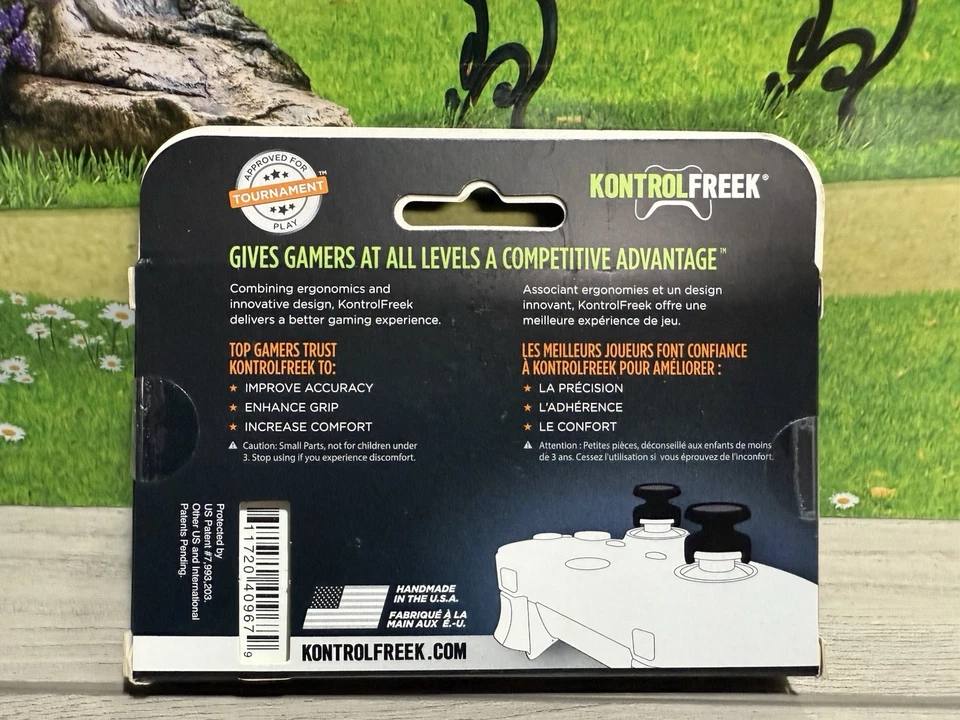 APPROVED FOR
TOURNAMENT™
PLAY
KONTROLFREEK®
GIVES GAMERS AT ALL LEVELS A COMPETITIVE ADVANTAGE™
Combining ergonomics and
innovative design, KontrolFreek
delivers a better gaming experience.
TOP GAMERS TRUST
KONTROLFREEK TO:
★ IMPROVE ACCURACY
★ ENHANCE GRIP
★ INCREASE COMFORT
⚠ Caution: Small Parts, not for children under
3. Stop using if you experience discomfort.
Associant ergonomies et un design
innovant, KontrolFreek offre une
meilleure expérience de jeu.
LES MEILLEURS JOUEURS FONT CONFIANCE
À KONTROLFREEK POUR AMÉLIORER :
★ LA PRÉCISION
★ L'ADHÉRENCE
★ LE CONFORT
⚠ Attention : Petites pièces, déconseillé aux enfants de moins
de 3 ans. Cessez l'utilisation si vous éprouvez de l'inconfort.
Protected by
US Patent #7,993,203.
Other US and International
Patents Pending.
11720 40967 9
HANDMADE
IN THE U.S.A.
FABRIQUÉ À LA
MAIN AUX É.-U.
KONTROLFREEK.COM